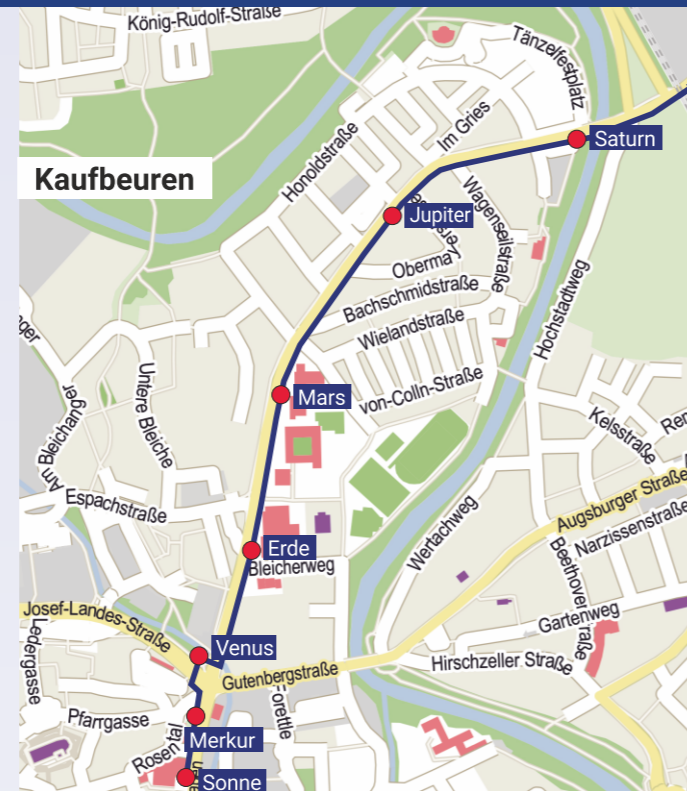 König-Rudolf-Straße
Tänzelfestplatz
Im Gries
Saturn
Kaufbeuren
Honoldstraße
Jupiter
Wagenseilstraße
Obermay
Hochstadtweg
Bachschmidstraße
Wielandstraße
Mars
von-Colln-Straße
Untere Bleiche
Am Bleichanger
Kelsstraße
Espachstraße
Augsburger Straße
Wertachweg
Erde
Bleicherweg
Narzissenstraße
Gartenweg
Josef-Landes-Straße
Ledergasse
Venus
Hirschzeller Straße
Gutenbergstraße
Pfarrgasse
Merkur
Rosental
Sonne